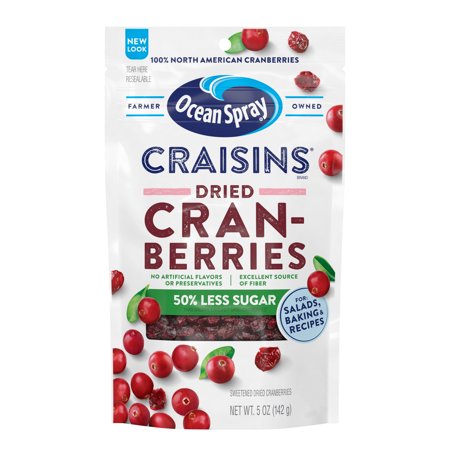 NEW
LOOK
100% NORTH AMERICAN CRANBERRIES
TEAR HERE
RESEALABLE
FARMER
OWNED
Ocean Spray
CRAISINS®
BRAND
DRIED
CRAN-
BERRIES
NO ARTIFICIAL FLAVORS
OR PRESERVATIVES
EXCELLENT SOURCE
OF FIBER
50% LESS SUGAR
FOR
SALADS,
BAKING &
RECIPES
SWEETENED DRIED CRANBERRIES
NET WT. 5 OZ (142 g)